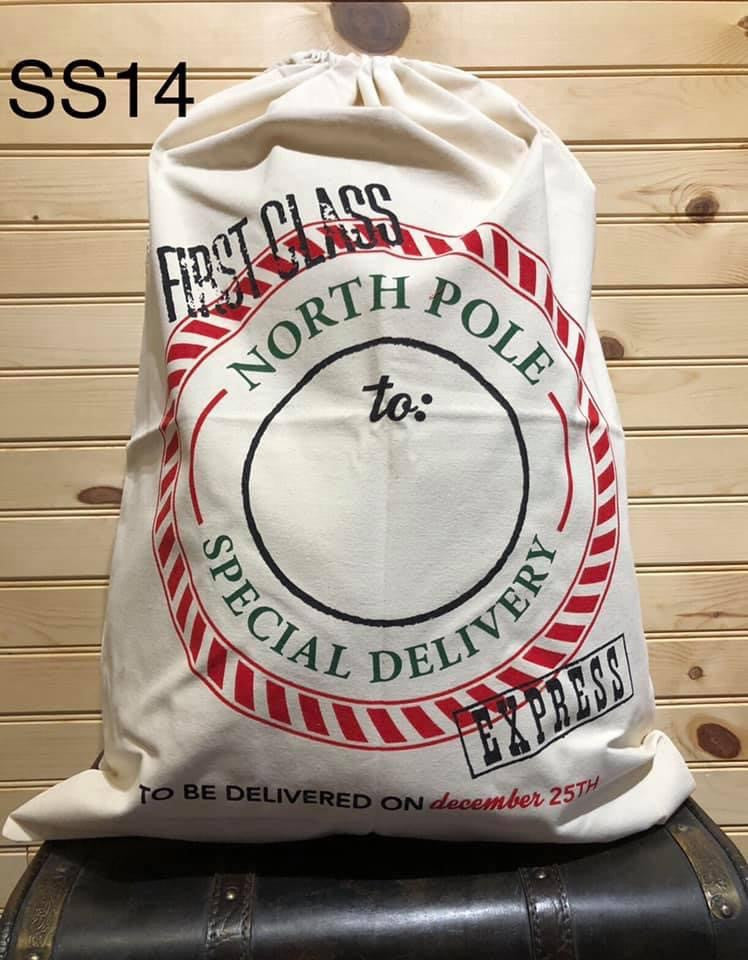 SS14
FIRST CLASS
NORTH POLE
to:
SPECIAL DELIVERY
EXPRESS
TO BE DELIVERED ON december 25TH